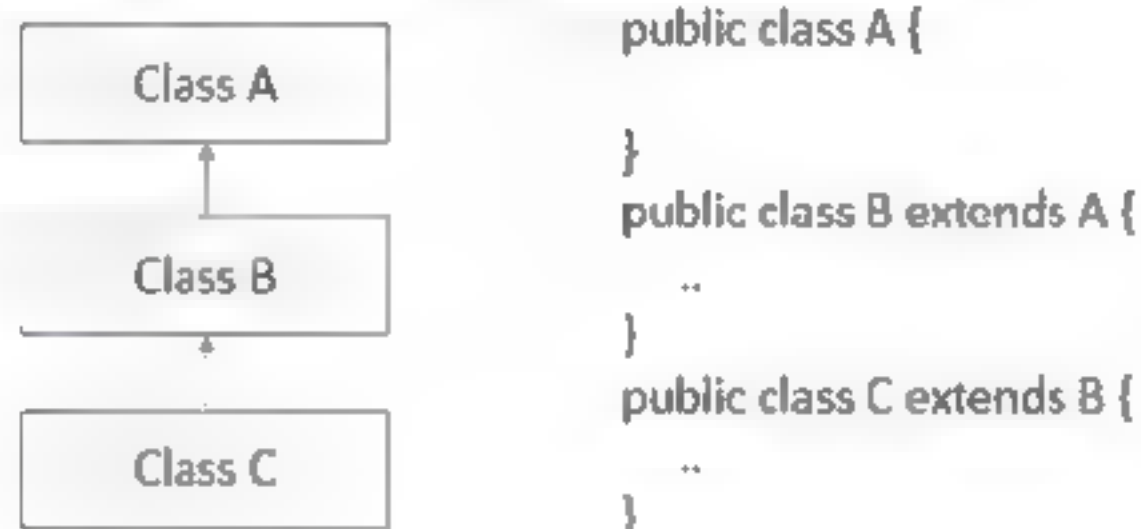 Class A
Class B
Class C
public class A {
}
public class B extends A {
..
}
public class C extends B {
..
}